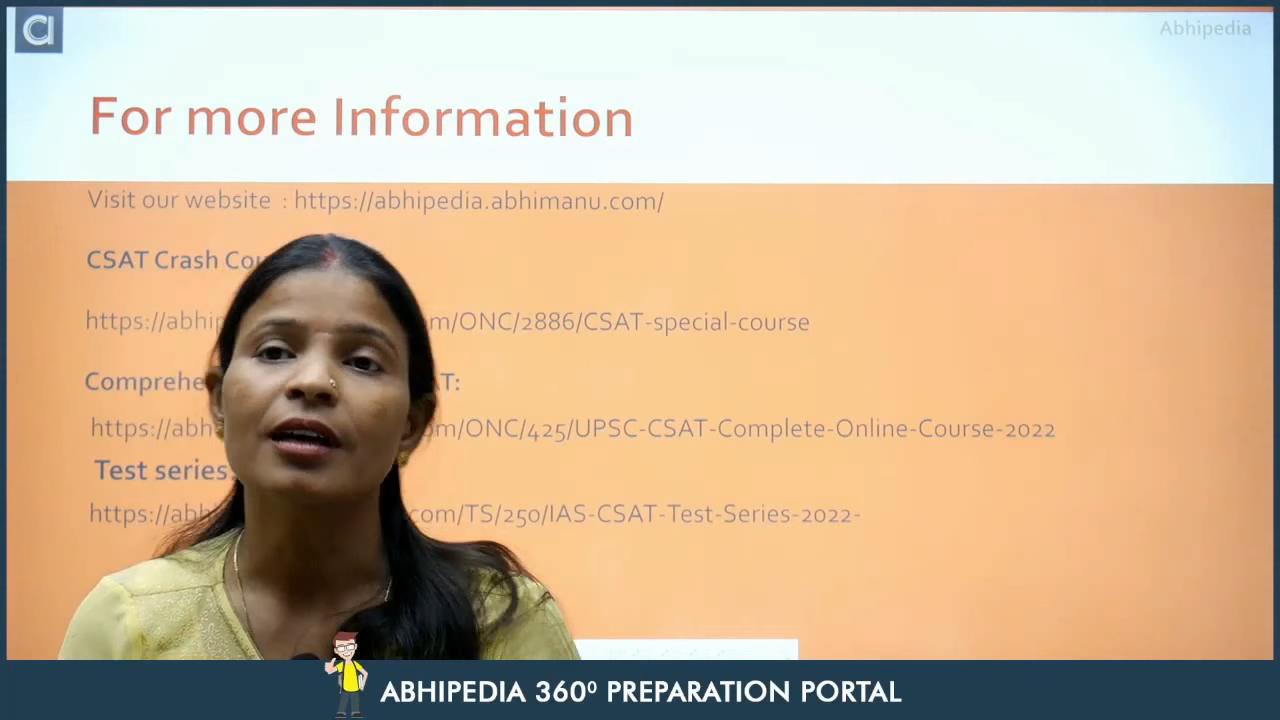 Abhipedia
For more Information
Visit our website : https://abhipedia.abhimanu.com/
CSAT Crash
https://abhip m/ONC/2886/CSAT-special-course
Comprehe AT:
https://abh om/ONC/425/UPSC-CSAT-Complete-Online-Course-2022
Test series:
https://abh .com/TS/250/IAS-CSAT-Test-Series-2022-
ABHIPEDIA 360⁰ PREPARATION PORTAL